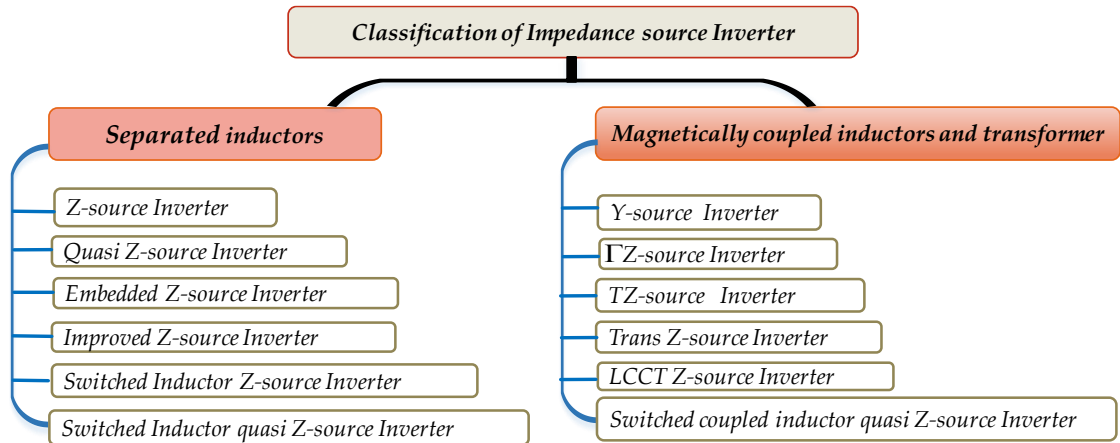 Classification of Impedance source Inverter
Separated inductors
Z-source Inverter
Quasi Z-source Inverter
Embedded Z-source Inverter
Improved Z-source Inverter
Switched Inductor Z-source Inverter
Switched Inductor quasi Z-source Inverter
Magnetically coupled inductors and transformer
Y-source Inverter
ΓZ-source Inverter
TZ-source Inverter
Trans Z-source Inverter
LCCT Z-source Inverter
Switched coupled inductor quasi Z-source Inverter